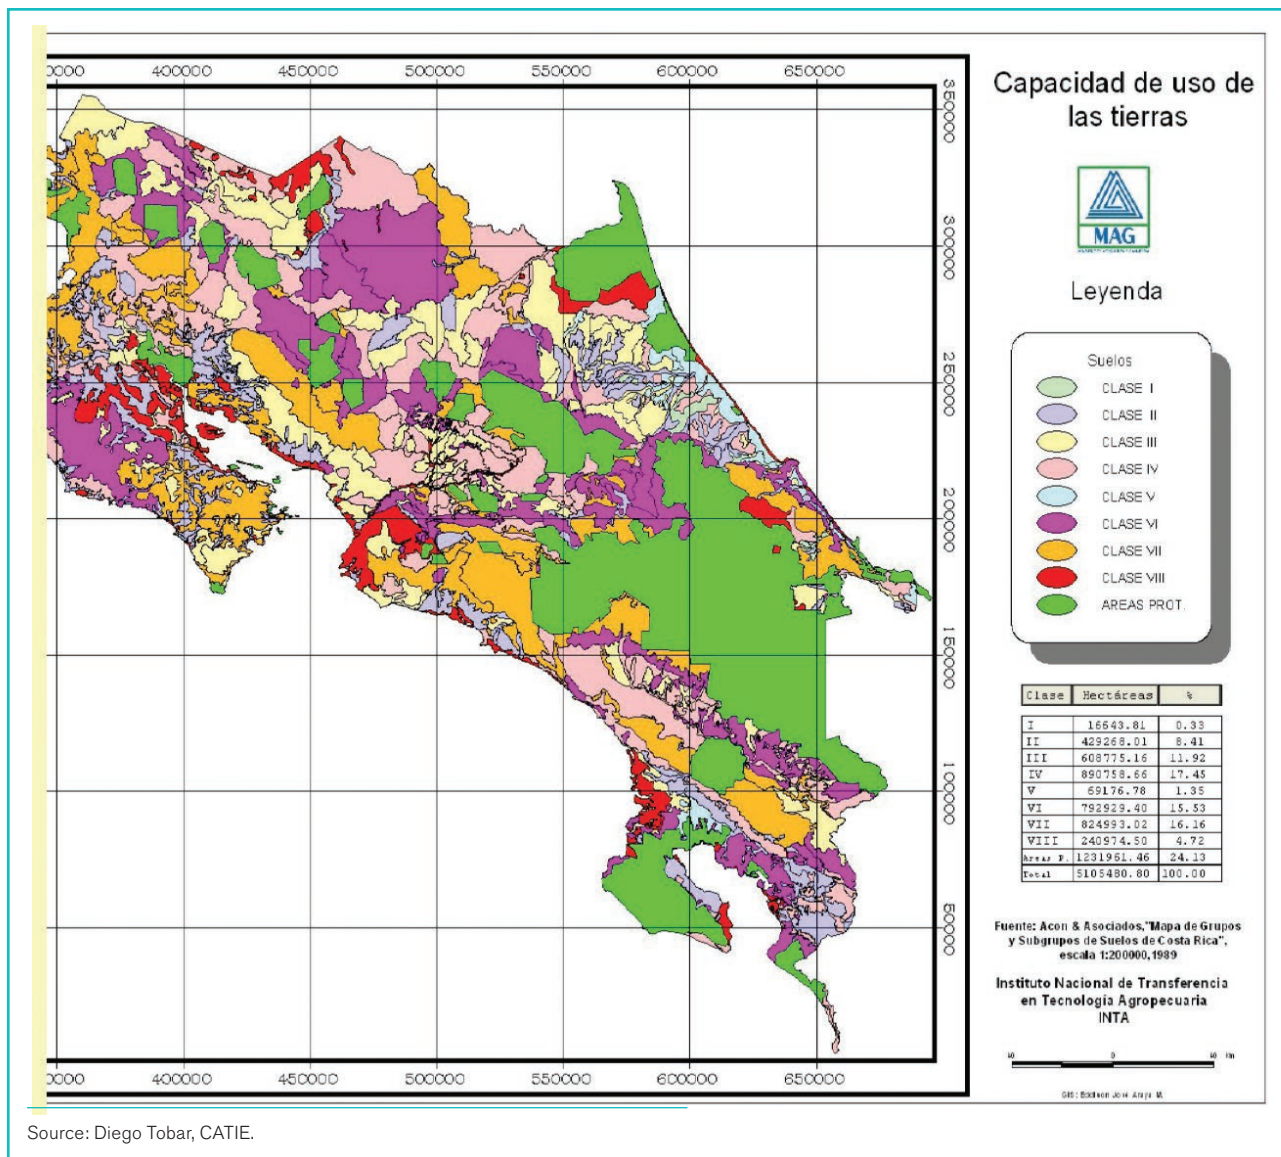 0000 400000 450000 500000 550000 600000 650000
350000
300000
250000
200000
150000
100000
50000
0000 400000 450000 500000 550000 600000 650000
Capacidad de uso de
las tierras
MAG
Leyenda
Suelos
CLASE I
CLASE II
CLASE III
CLASE IV
CLASE V
CLASE VI
CLASE VII
CLASE VIII
AREAS PROT.
Clase Hectáreas %
I 16643.81 0.33
II 429268.01 8.41
III 608775.16 11.92
IV 890758.66 17.45
V 69176.78 1.35
VI 792929.40 15.53
VII 824993.02 16.16
VIII 240974.50 4.72
Areas P. 1231961.46 24.13
Total 5105480.80 100.00
Fuente: Acon & Asociados,"Mapa de Grupos
y Subgrupos de Suelos de Costa Rica",
escala 1:200000,1989
Instituto Nacional de Transferencia
en Tecnología Agropecuaria
INTA
0 Km
Source: Diego Tobar, CATIE.